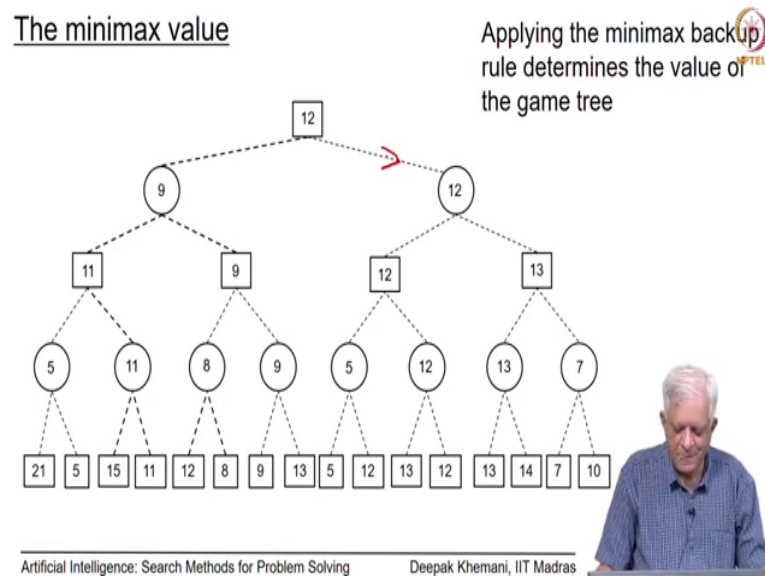 The minimax value
Applying the minimax backup
rule determines the value of
the game tree
NPTEL
12
9 12
11 9 12 13
5 11 8 9 5 12 13 7
21 5 15 11 12 8 9 13 5 12 13 12 13 14 7 10
Artificial Intelligence: Search Methods for Problem Solving Deepak Khemani, IIT Madras